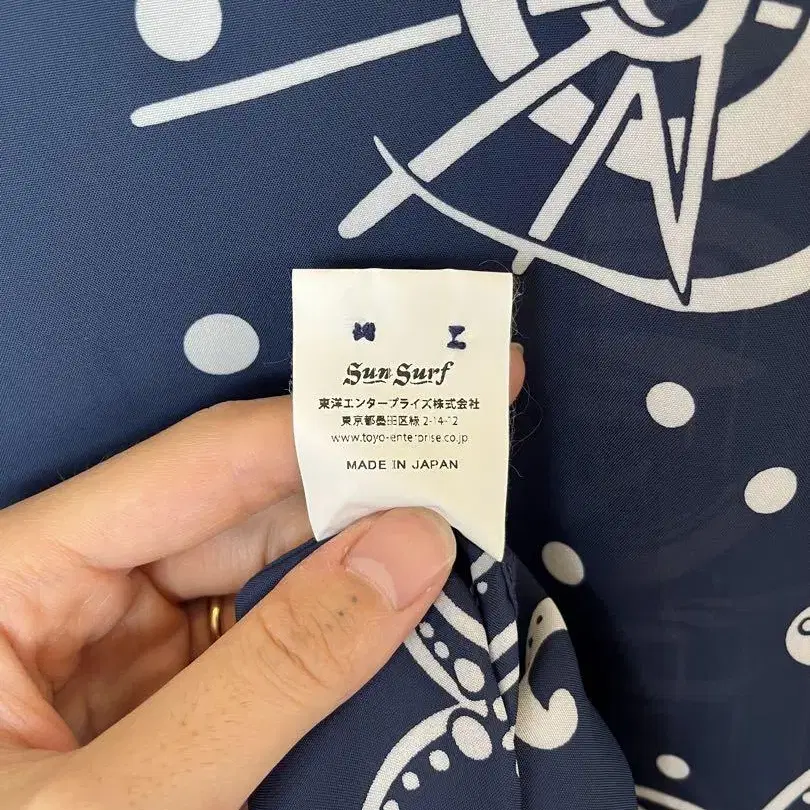 Sun Surf
東洋エンタープライズ株式会社
東京都墨田区緑 2-14-12
www.toyo-enterprise.co.jp
MADE IN JAPAN